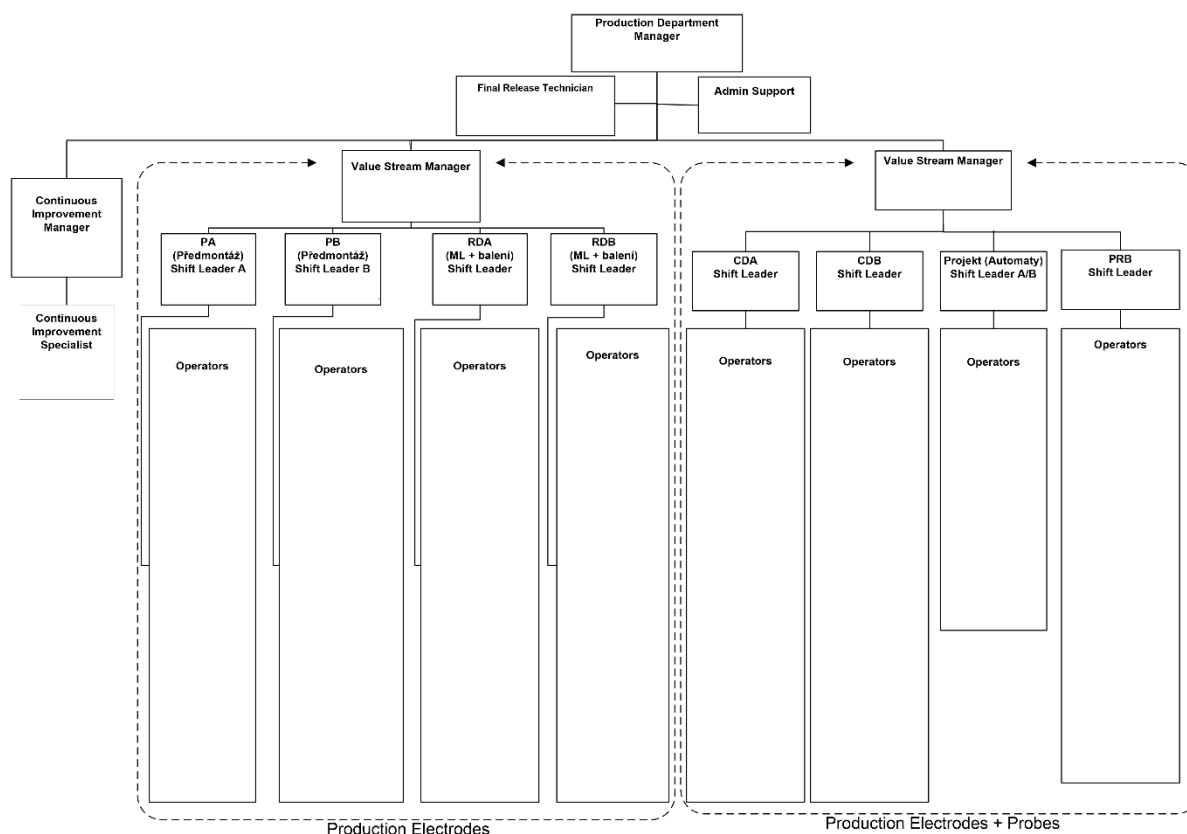 Production Department
Manager
Final Release Technician
Admin Support
Continuous
Improvement
Manager
Continuous
Improvement
Specialist
Value Stream Manager
PA
(Předmontáž)
Shift Leader A
PB
(Předmontáž)
Shift Leader B
RDA
(ML + balení)
Shift Leader
RDB
(ML + balení)
Shift Leader
Operators
Operators
Operators
Operators
Production Electrodes
Value Stream Manager
CDA
Shift Leader
CDB
Shift Leader
Projekt (Automaty)
Shift Leader A/B
PRB
Shift Leader
Operators
Operators
Operators
Operators
Production Electrodes + Probes